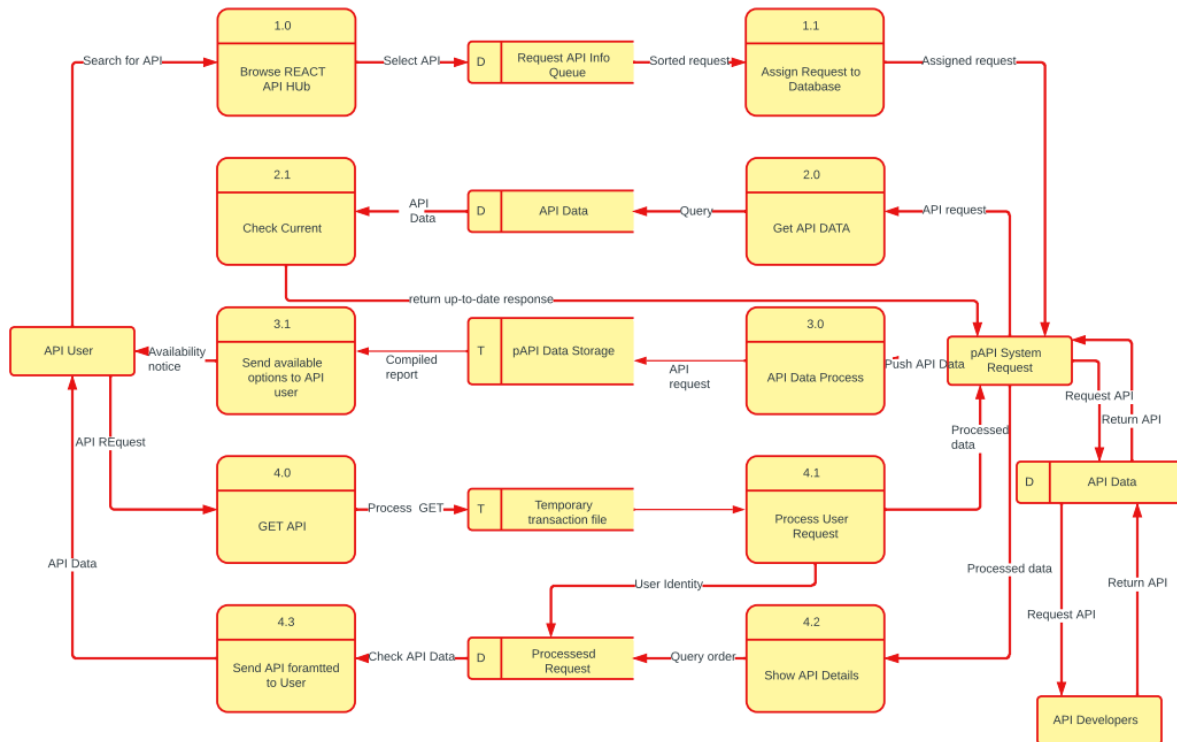 1.0
1.1
Search for API
Browse REACT
API HUb
Select API
D
Request API Info
Queue
Sorted request
Assign Request to
Database
Assigned request
2.1
2.0
Check Current
API
Data
D
API Data
Query
Get API DATA
API request
return up-to-date response
3.1
3.0
API User
Availability
notice
Send available
options to API
user
Compiled
report
T
pAPI Data Storage
API
request
API Data Process
Push API Data
pAPI System
Request
Request API
Return API
API REquest
Processed
data
4.0
4.1
GET API
Process GET
T
Temporary
transaction file
Process User
Request
D
API Data
API Data
User Identity
Processed data
Return API
Request API
4.3
4.2
Send API foramtted
to User
Check API Data
D
Processesd
Request
Query order
Show API Details
API Developers